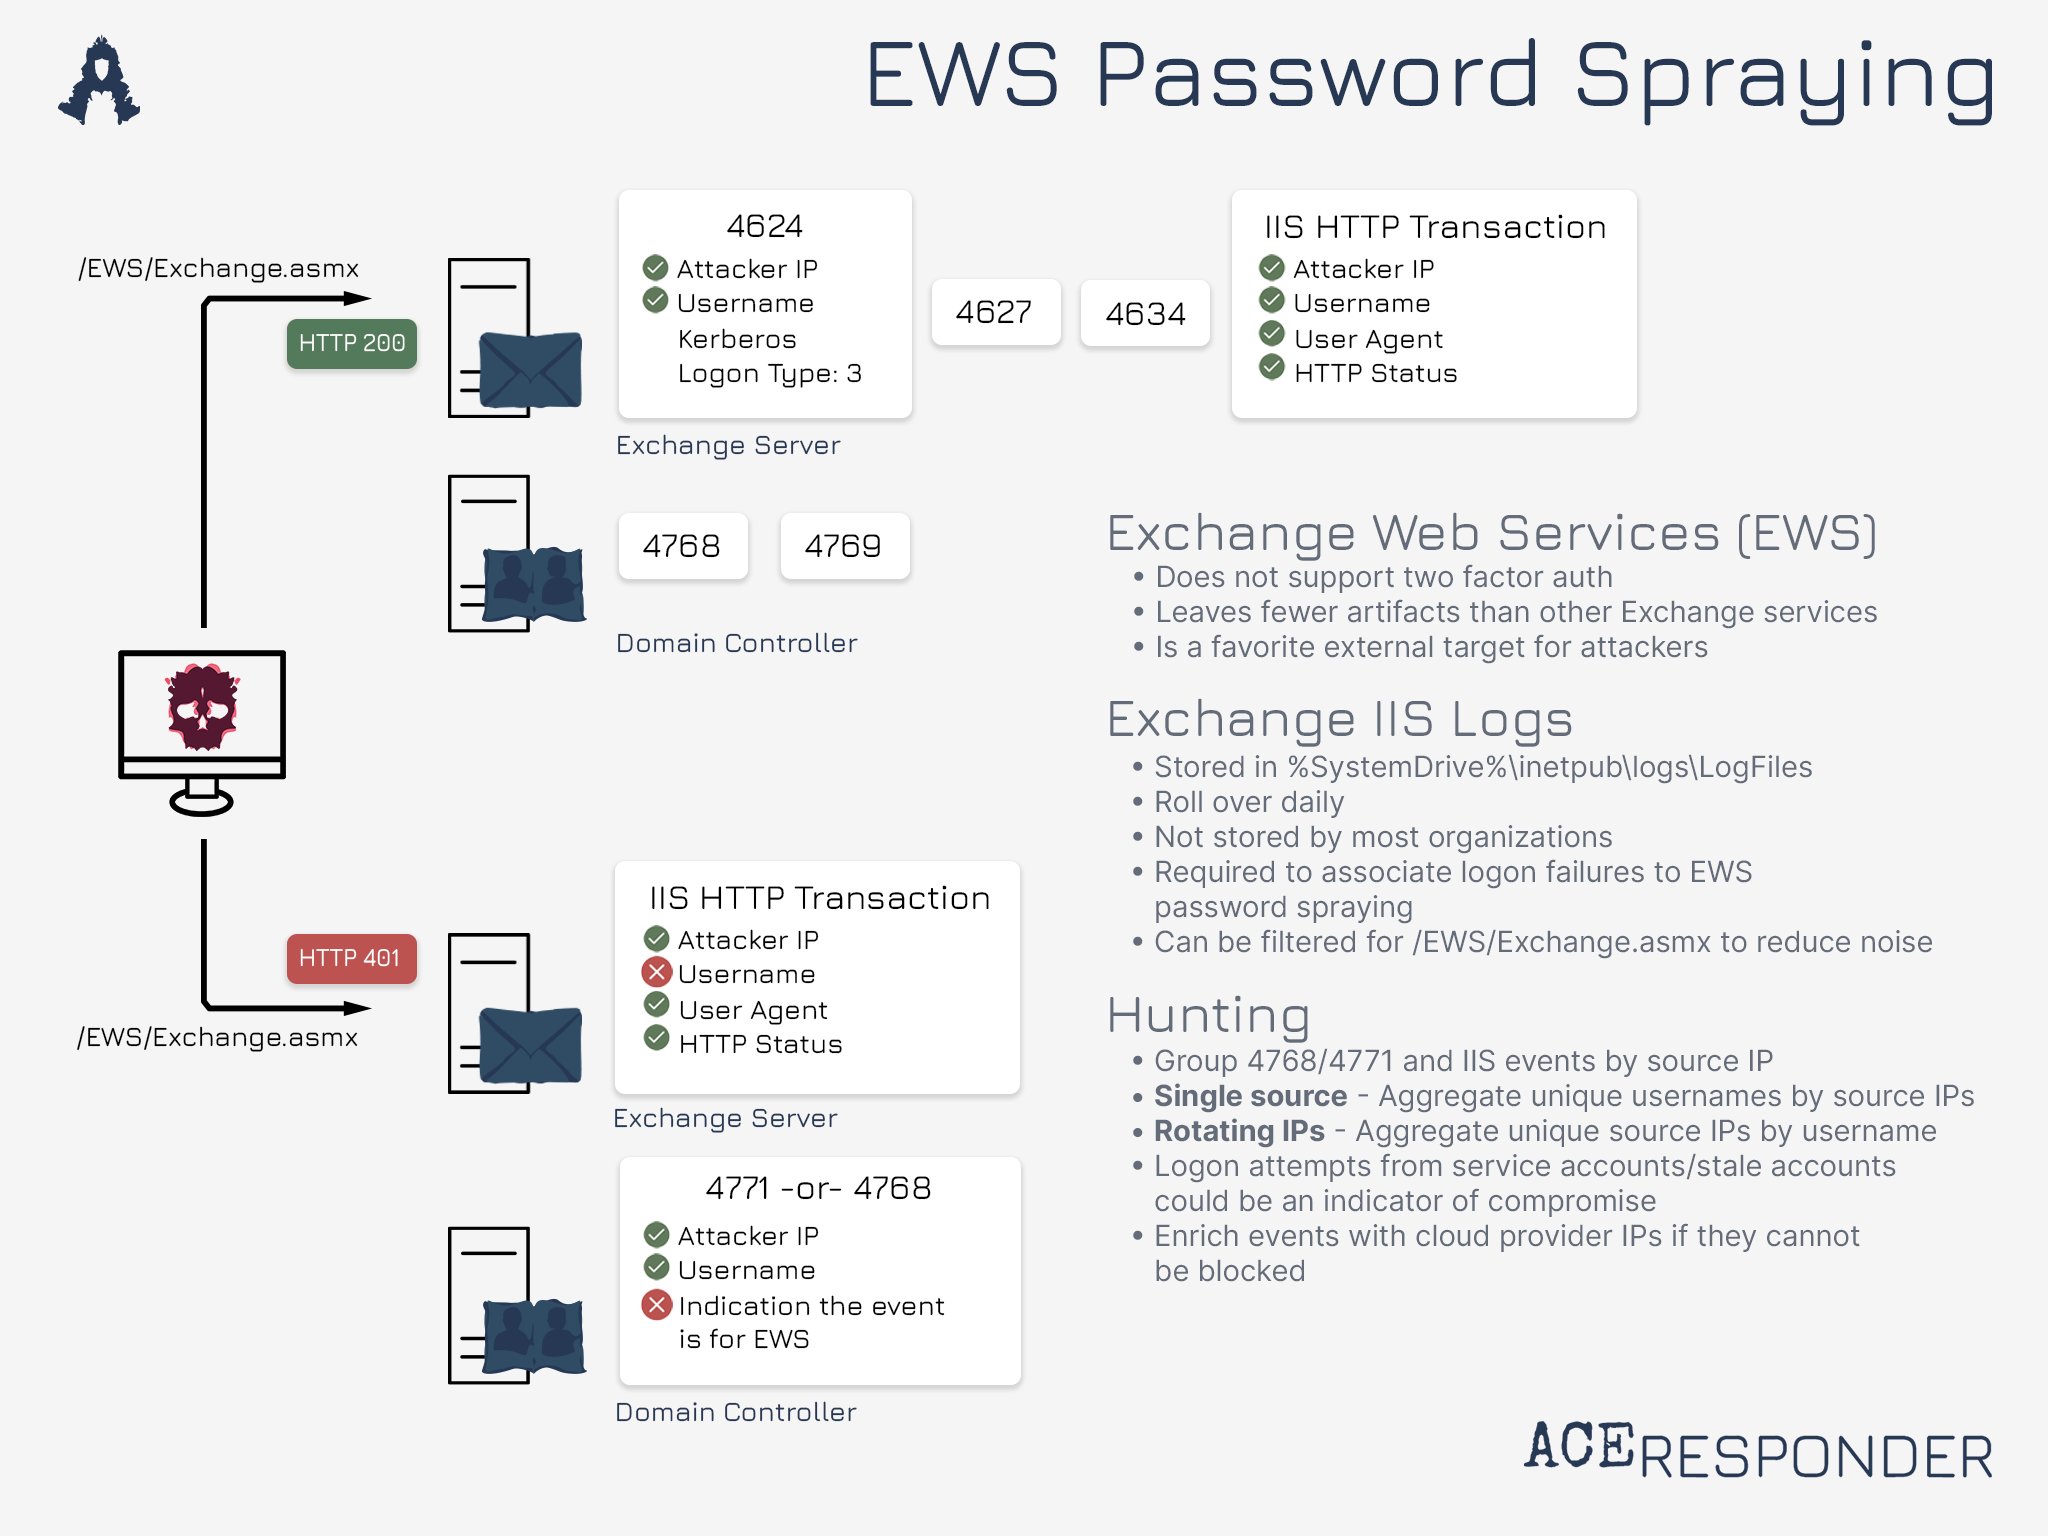 EWS Password Spraying
/EWS/Exchange.asmx
HTTP 200
4624
Attacker IP
Username
Kerberos
Logon Type: 3
4627
4634
IIS HTTP Transaction
Attacker IP
Username
User Agent
HTTP Status
Exchange Server
4768
4769
Domain Controller
HTTP 401
/EWS/Exchange.asmx
IIS HTTP Transaction
Attacker IP
Username
User Agent
HTTP Status
Exchange Server
4771 -or- 4768
Attacker IP
Username
Indication the event
is for EWS
Domain Controller
Exchange Web Services (EWS)
• Does not support two factor auth
• Leaves fewer artifacts than other Exchange services
• Is a favorite external target for attackers
Exchange IIS Logs
• Stored in %SystemDrive%\inetpub\logs\LogFiles
• Roll over daily
• Not stored by most organizations
• Required to associate logon failures to EWS
password spraying
• Can be filtered for /EWS/Exchange.asmx to reduce noise
Hunting
• Group 4768/4771 and IIS events by source IP
• Single source - Aggregate unique usernames by source IPs
• Rotating IPs - Aggregate unique source IPs by username
• Logon attempts from service accounts/stale accounts
could be an indicator of compromise
• Enrich events with cloud provider IPs if they cannot
be blocked
ACE RESPONDER